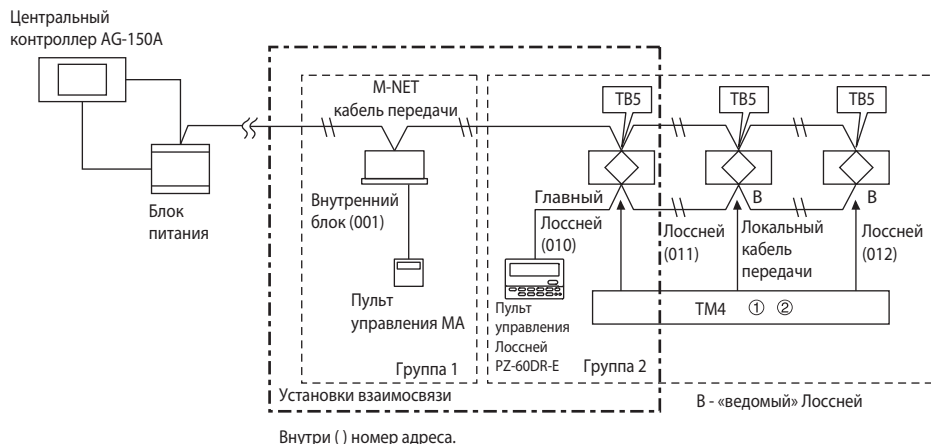 Центральный
контроллер AG-150A
Блок
питания
M-NET
кабель передачи
Внутренний
блок (001)
Пульт
управления MA
Группа 1
TB5
TB5
TB5
Главный
Лоссней
(010)
Лоссней
(011)
В
Локальный
кабель
передачи
В
Лоссней
(012)
Пульт
управления
Лоссней
PZ-60DR-E
TM4 ① ②
Группа 2
Установки взаимосвязи
В - «ведомый» Лоссней
Внутри ( ) номер адреса.